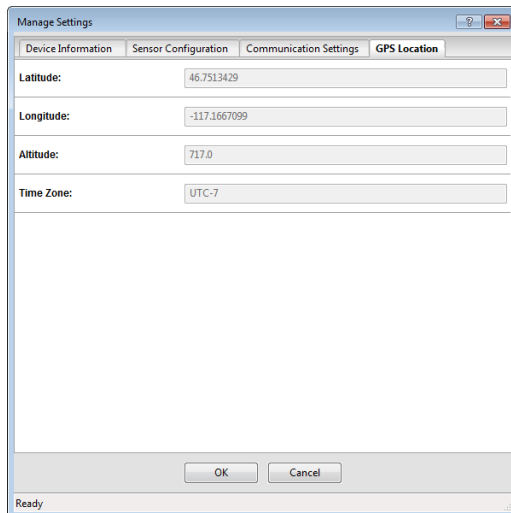 Manage Settings
Device Information Sensor Configuration Communication Settings GPS Location
Latitude: 46.7513429
Longitude: -117.1667099
Altitude: 717.0
Time Zone: UTC-7
OK Cancel
Ready